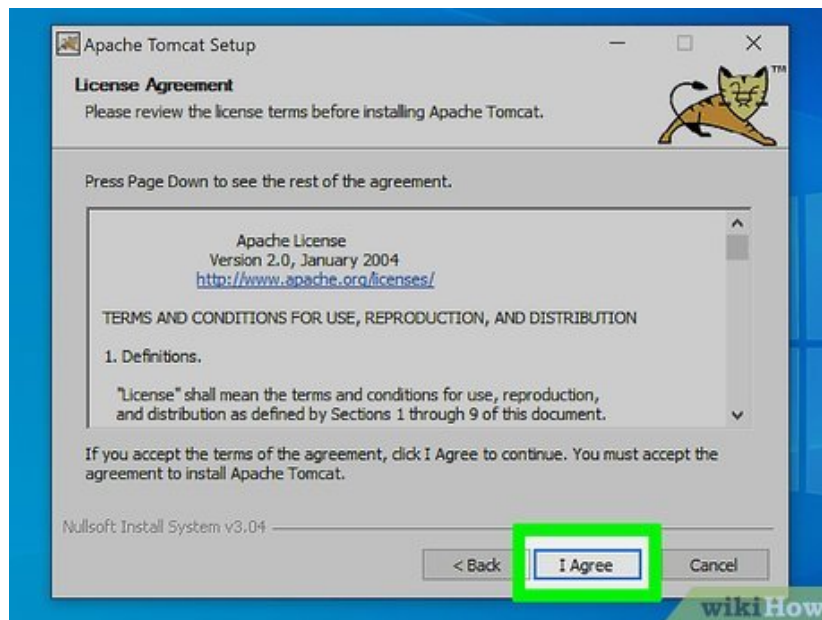 Apache Tomcat Setup
License Agreement
Please review the license terms before installing Apache Tomcat.
TM
Press Page Down to see the rest of the agreement.
Apache License
Version 2.0, January 2004
http://www.apache.org/licenses/
TERMS AND CONDITIONS FOR USE, REPRODUCTION, AND DISTRIBUTION
1. Definitions.
"License" shall mean the terms and conditions for use, reproduction,
and distribution as defined by Sections 1 through 9 of this document.
If you accept the terms of the agreement, click I Agree to continue. You must accept the
agreement to install Apache Tomcat.
Nullsoft Install System v3.04
< Back I Agree Cancel
wikiHow